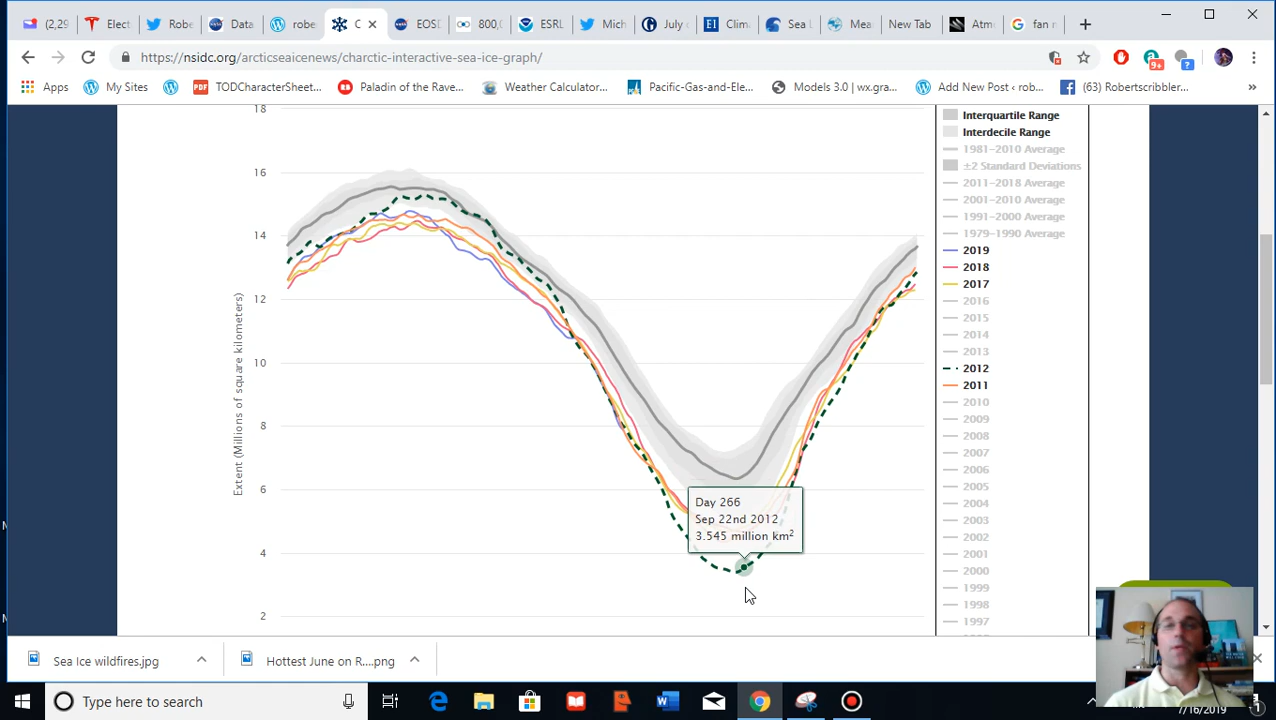 (2,29
Elect
Robe
Data
robe
C
EOS
800,
ESRL
Mich
July c
Clim
Sea I
Mea
New Tab
Atm
fan r
https://nsidc.org/arcticseaicenews/charctic-interactive-sea-ice-graph/
9+
?
Apps
My Sites
PDF
TODCharacterSheet...
Paladin of the Rave...
Weather Calculator...
Pacific-Gas-and-Ele...
Models 3.0 | wx.gra...
Add New Post ‹ rob...
(63) Robertscribbler...
»
18
16
14
12
10
8
6
4
2
Extent (Millions of square kilometers)
Day 266
Sep 22nd 2012
3.545 million km²
Interquartile Range
Interdecile Range
1981–2010 Average
±2 Standard Deviations
2011–2018 Average
2001–2010 Average
1991–2000 Average
1979–1990 Average
2019
2018
2017
2016
2015
2014
2013
2012
2011
2010
2009
2008
2007
2006
2005
2004
2003
2002
2001
2000
1999
1998
1997
Sea Ice wildfires.jpg
Hottest June on R....png
Type here to search
7/16/2019
1